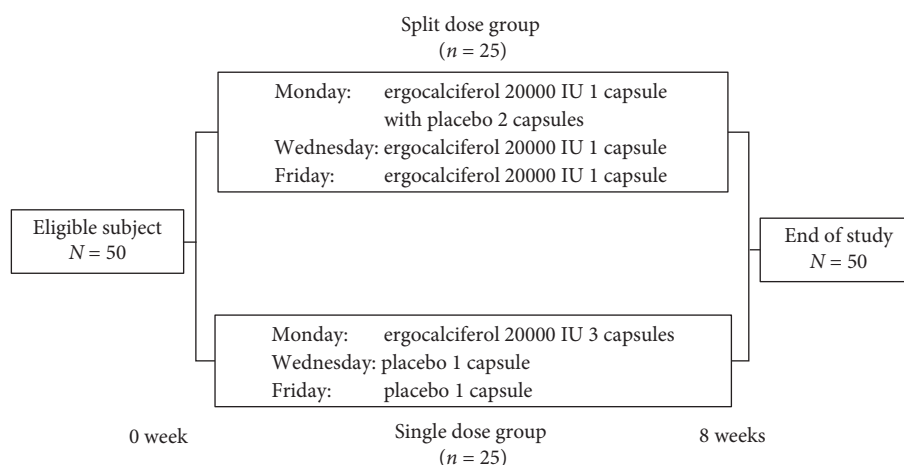 Split dose group
(n = 25)
Monday: ergocalciferol 20000 IU 1 capsule
with placebo 2 capsules
Wednesday: ergocalciferol 20000 IU 1 capsule
Friday: ergocalciferol 20000 IU 1 capsule
Eligible subject
N = 50
End of study
N = 50
Monday: ergocalciferol 20000 IU 3 capsules
Wednesday: placebo 1 capsule
Friday: placebo 1 capsule
0 week
Single dose group
(n = 25)
8 weeks